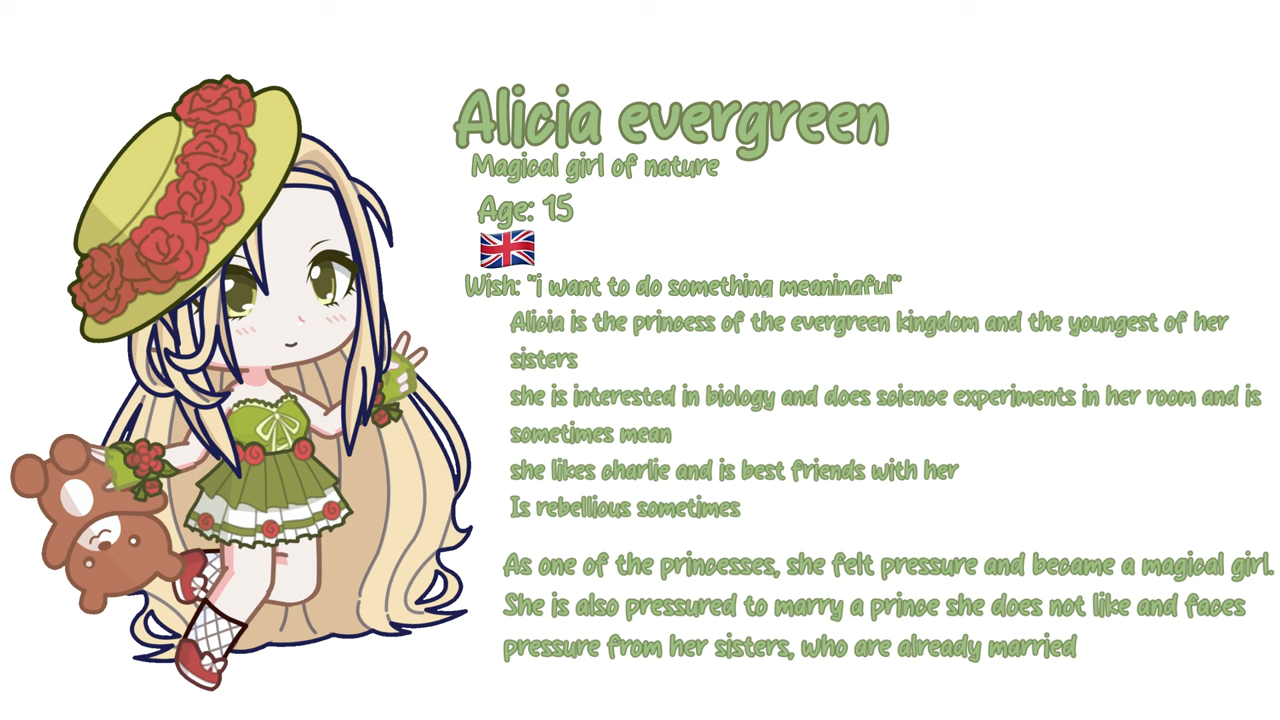 Alicia evergreen
Magical girl of nature
Age: 15
Wish: "i want to do something meaningful"
Alicia is the princess of the evergreen kingdom and the youngest of her
sisters
she is interested in biology and does science experiments in her room and is
sometimes mean
she likes charlie and is best friends with her
Is rebellious sometimes
As one of the princesses, she felt pressure and became a magical girl.
She is also pressured to marry a prince she does not like and faces
pressure from her sisters, who are already married